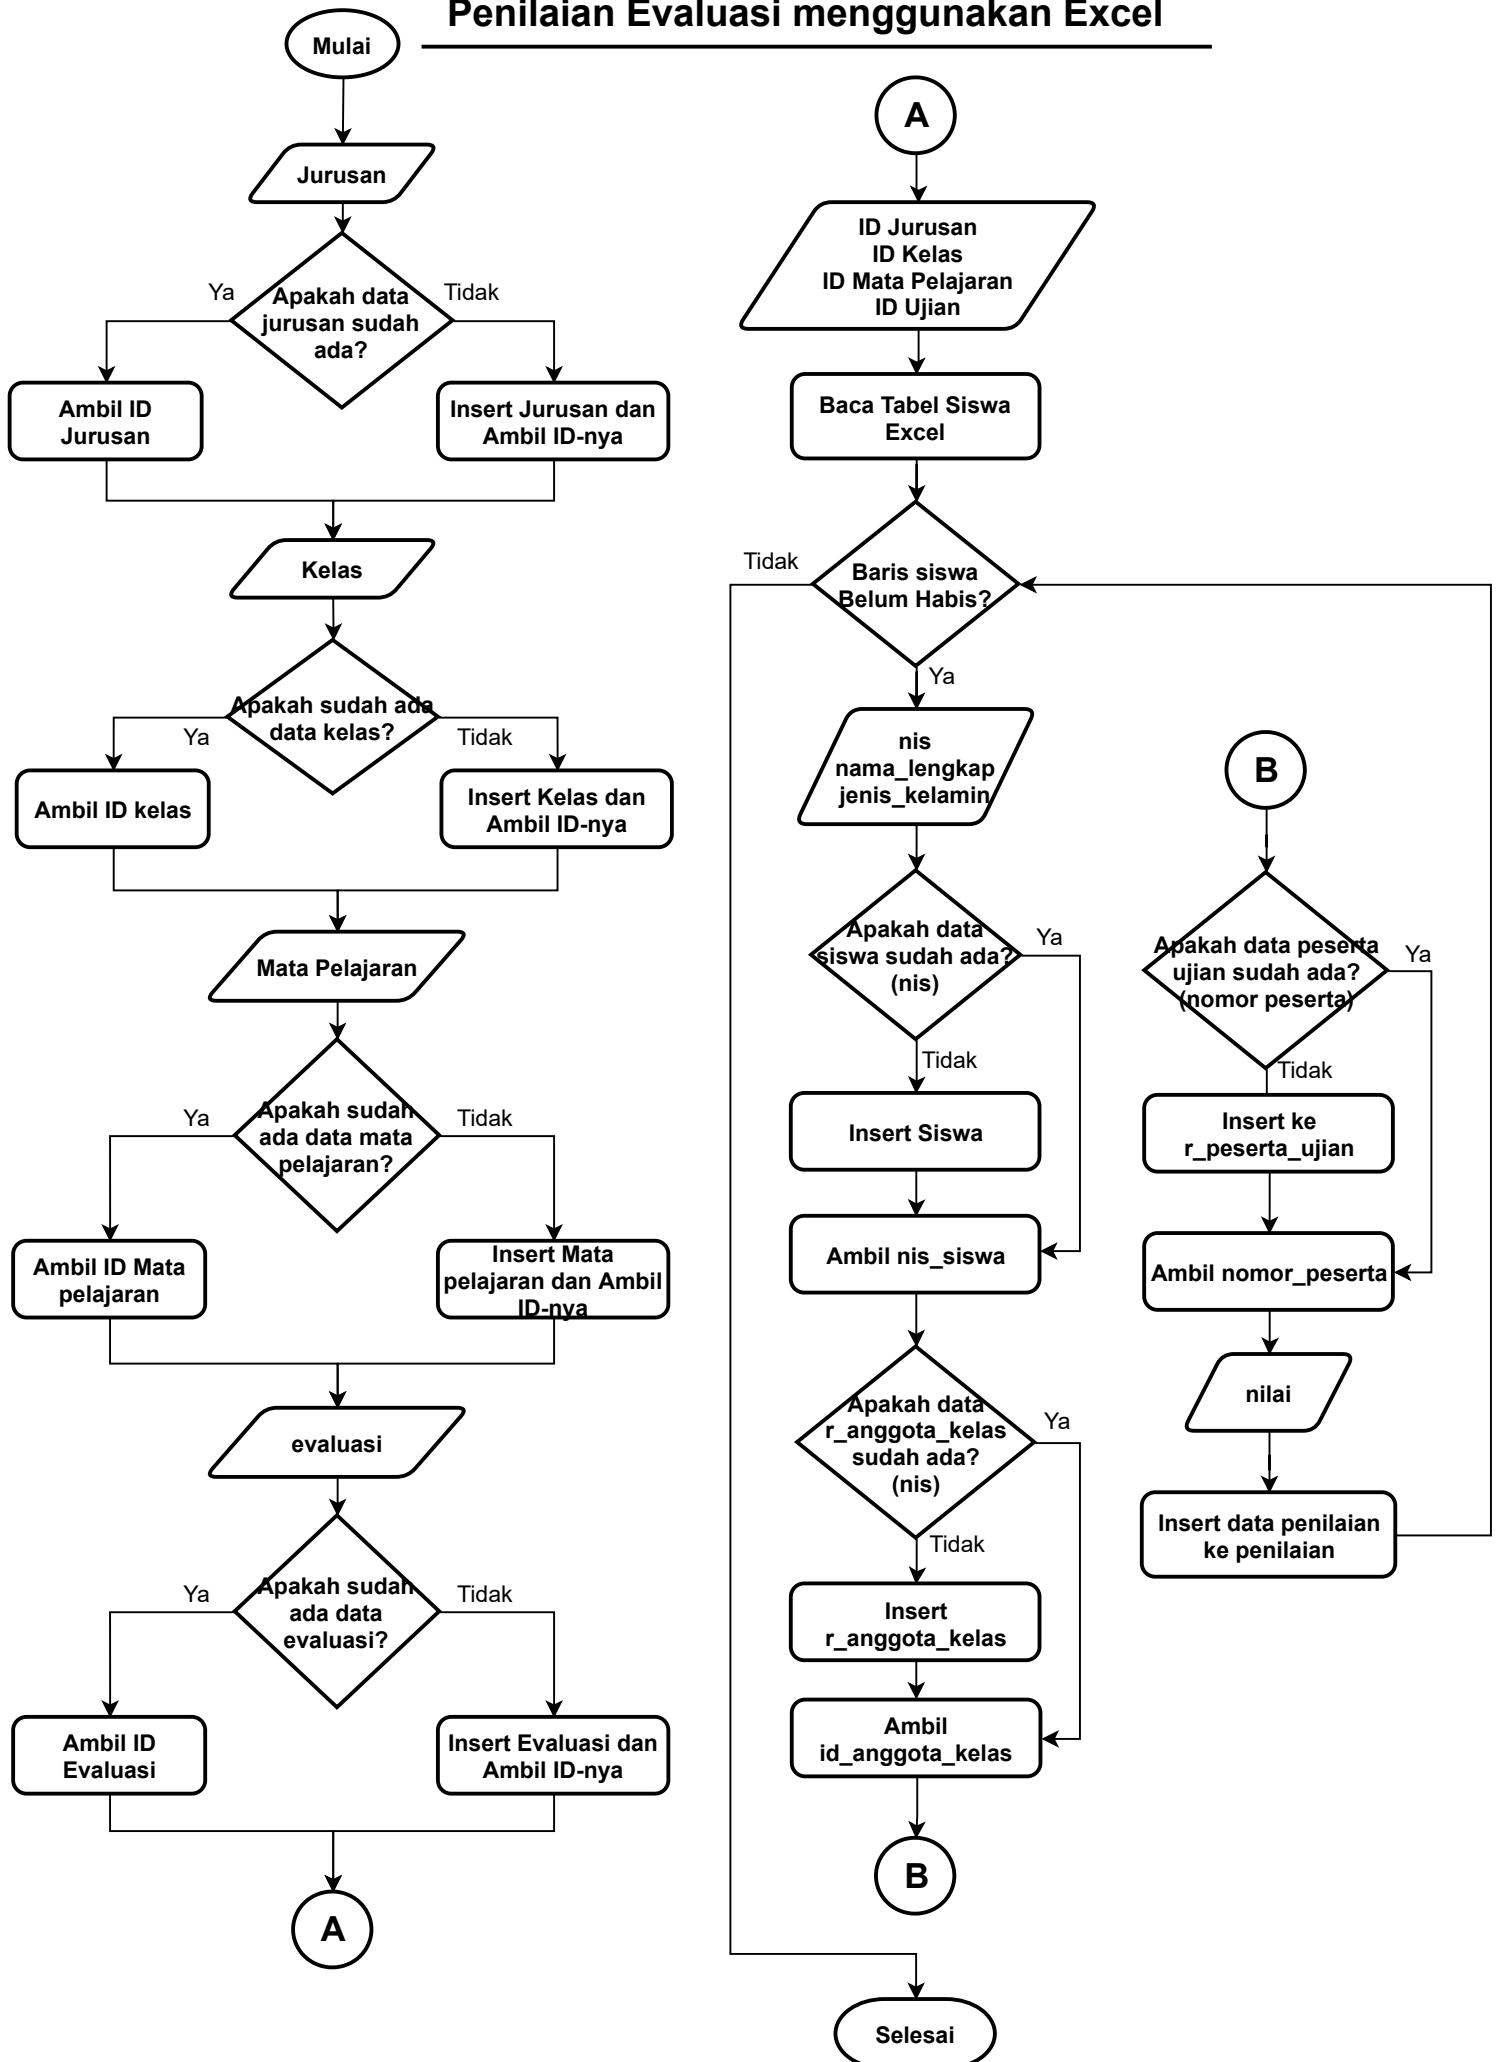 Penilaian Evaluasi menggunakan Excel
Mulai
Jurusan
Apakah data
jurusan sudah
ada?
Ya
Tidak
Ambil ID
Jurusan
Insert Jurusan dan
Ambil ID-nya
Kelas
Apakah sudah ada
data kelas?
Ya
Tidak
Ambil ID kelas
Insert Kelas dan
Ambil ID-nya
Mata Pelajaran
Apakah sudah
ada data mata
pelajaran?
Ya
Tidak
Ambil ID Mata
pelajaran
Insert Mata
pelajaran dan Ambil
ID-nya
evaluasi
Apakah sudah
ada data
evaluasi?
Ya
Tidak
Ambil ID
Evaluasi
Insert Evaluasi dan
Ambil ID-nya
A
A
ID Jurusan
ID Kelas
ID Mata Pelajaran
ID Ujian
Baca Tabel Siswa
Excel
Baris siswa
Belum Habis?
Tidak
Ya
nis
nama_lengkap
jenis_kelamin
Apakah data
siswa sudah ada?
(nis)
Ya
Tidak
Insert Siswa
Ambil nis_siswa
Apakah data
r_anggota_kelas
sudah ada?
(nis)
Ya
Tidak
Insert
r_anggota_kelas
Ambil
id_anggota_kelas
B
Selesai
B
Apakah data peserta
ujian sudah ada?
(nomor peserta)
Ya
Tidak
Insert ke
r_peserta_ujian
Ambil nomor_peserta
nilai
Insert data penilaian
ke penilaian